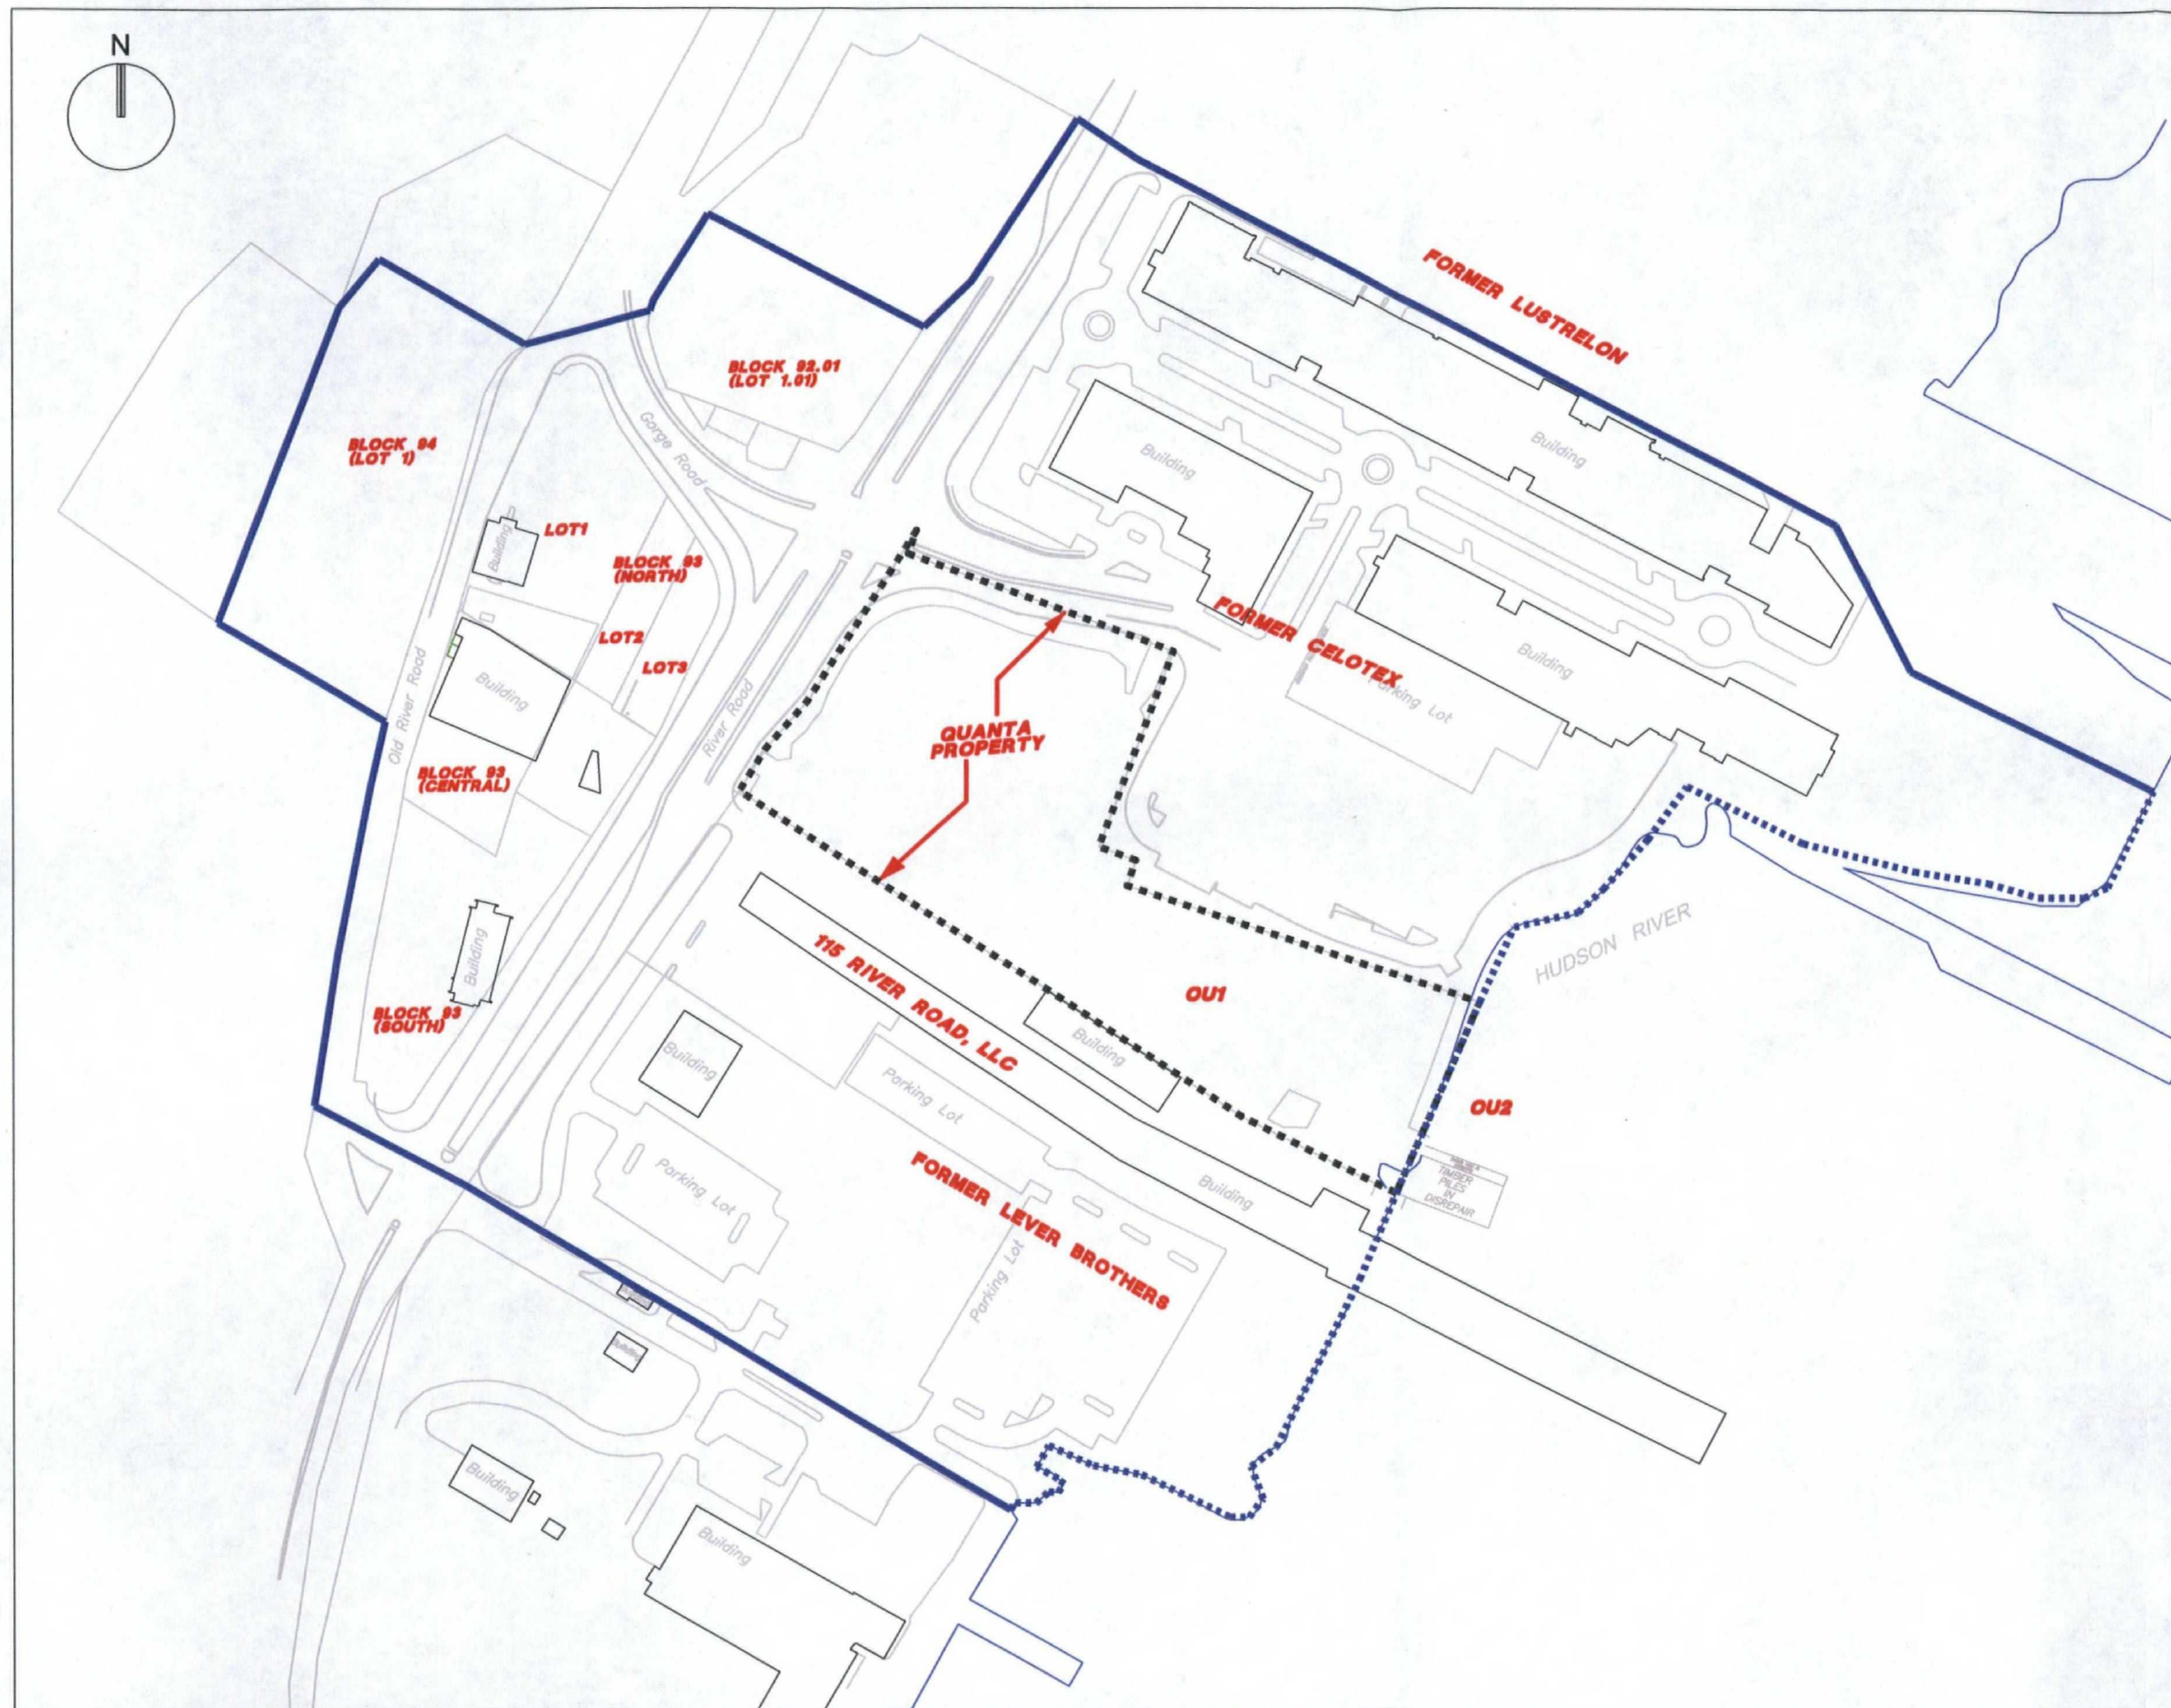 N
FORMER LUSTRELON
BLOCK 92.01
(LOT 1.01)
Gorge Road
BLOCK 94
(LOT 1)
Building
Building
Building
LOT1
BLOCK 93
(NORTH)
FORMER CELOTEX
LOT2
LOT3
Building
Parking Lot
Building
Old River Road
River Road
QUANTA
PROPERTY
BLOCK 93
(CENTRAL)
HUDSON RIVER
Building
115 RIVER ROAD, LLC
OU1
BLOCK 93
(SOUTH)
Building
Building
Parking Lot
OU2
TIMBER
PILES
IN
DISREPAIR
Parking Lot
FORMER LEVER BROTHERS
Building
Parking Lot
Building
Building
Building